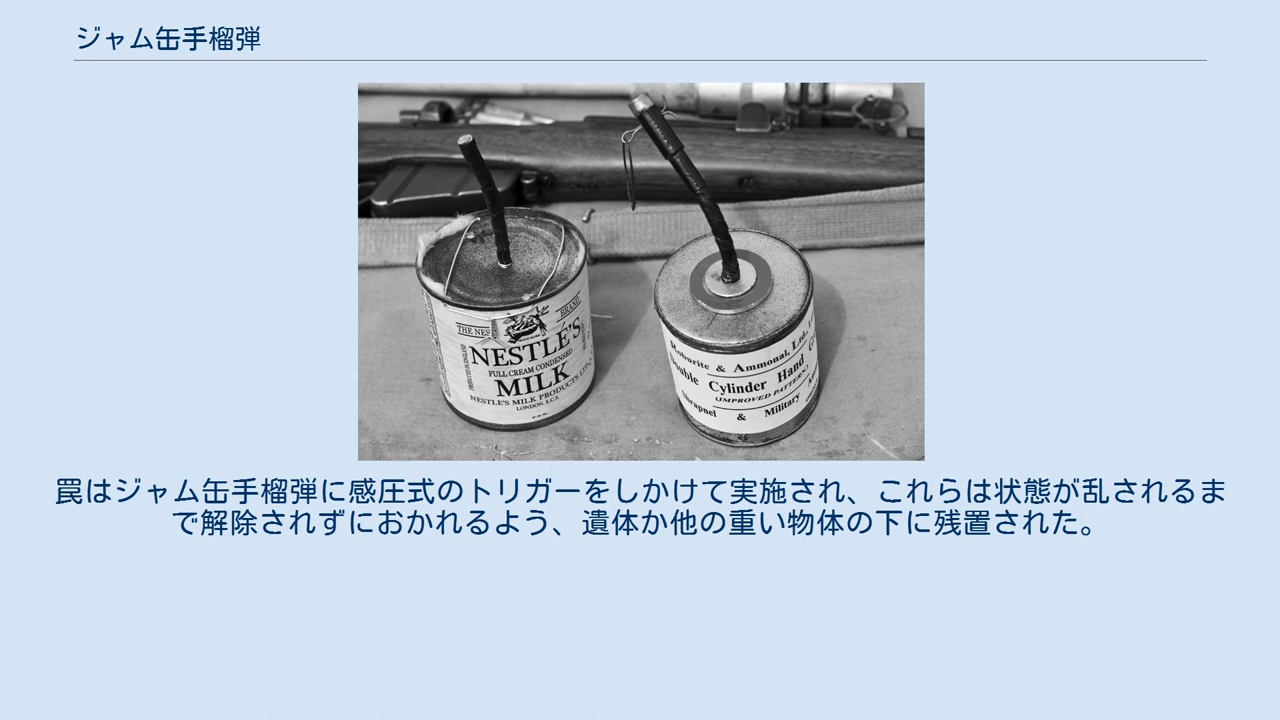 ジャム缶手榴弾
THE NES
BRAND
NESTLE'S
FULL CREAM CONDENSED
MILK
NESTLE'S MILK PRODUCTS LTD
LONDON, E.C.3.
Roburite & Ammonal, Ltd.
Double Cylinder Hand
(IMPROVED PATTERN)
Shrapnel & Military
罠はジャム缶手榴弾に感圧式のトリガーをしかけて実施され、これらは状態が乱されるま
で解除されずにおかれるよう、遺体か他の重い物体の下に残置された。